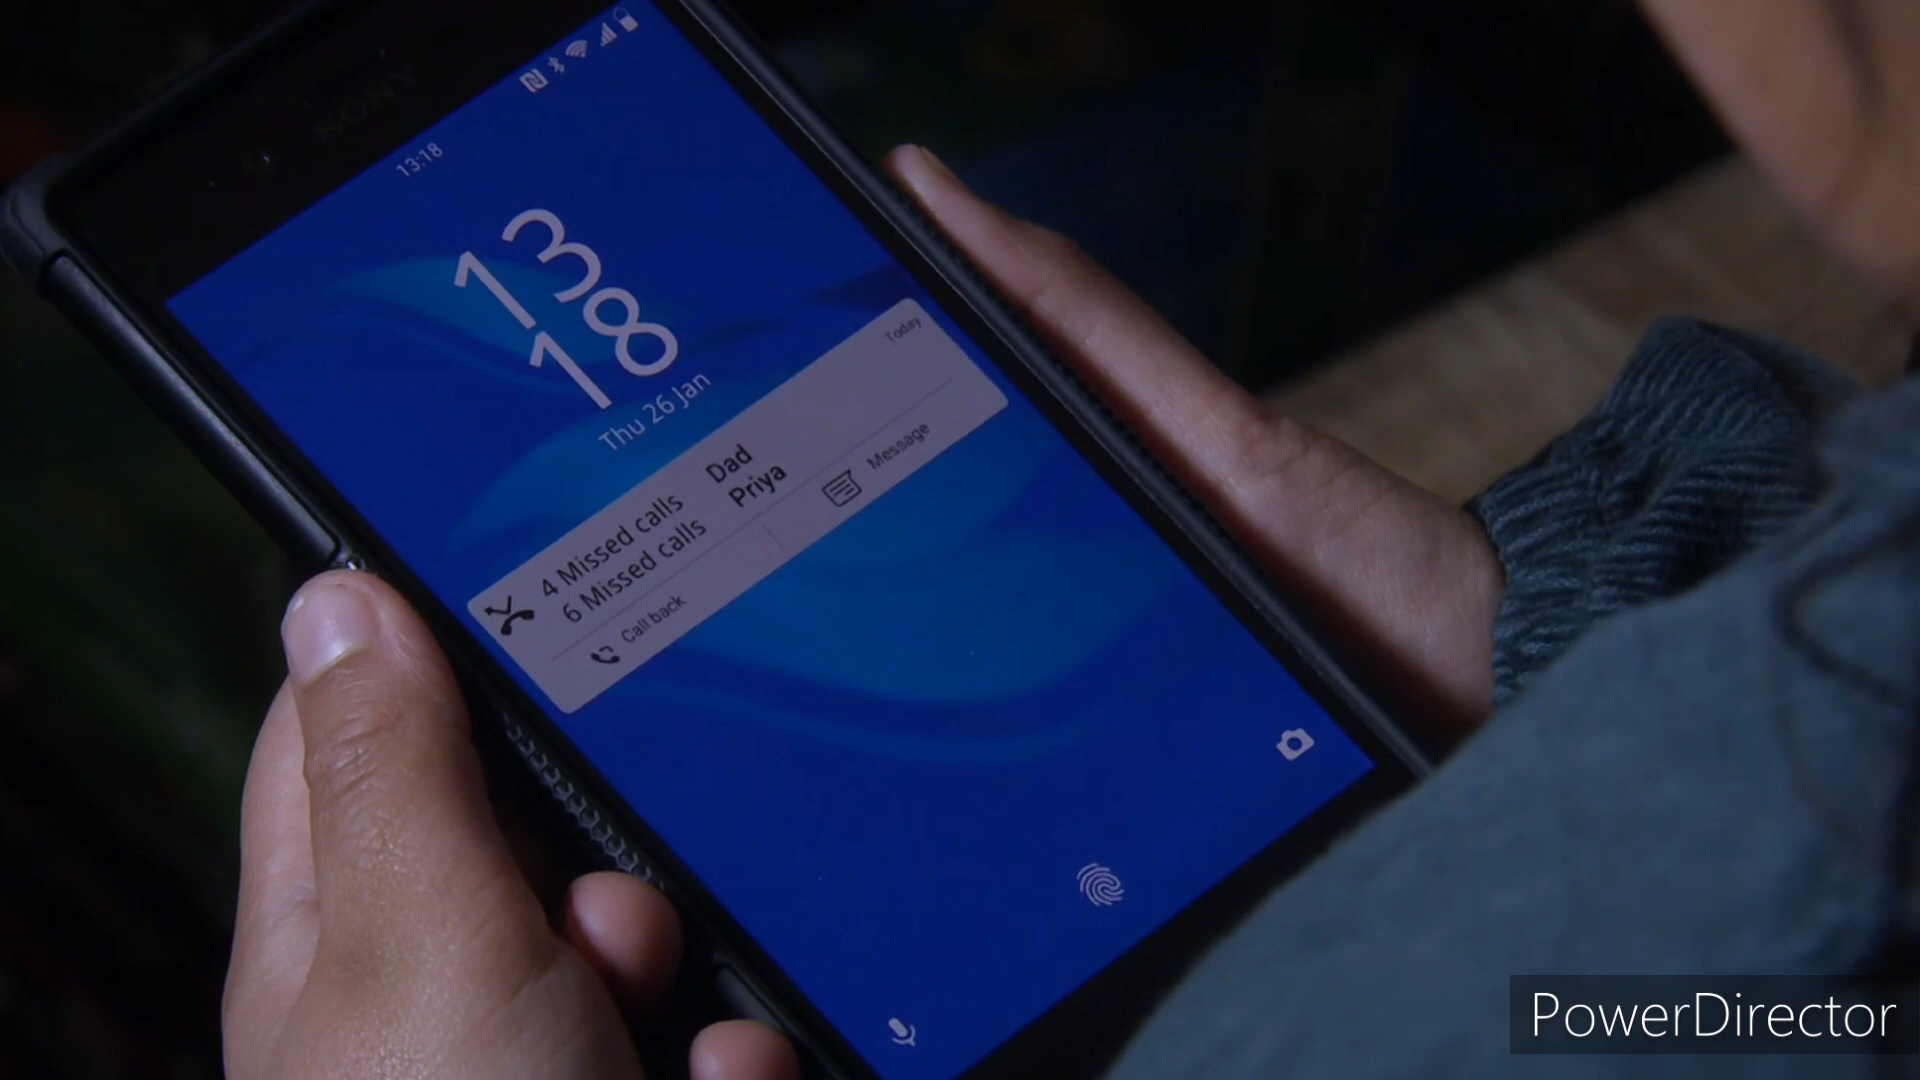 SONY
13:18
13
18
Thu 26 Jan
Today
4 Missed calls Dad
6 Missed calls Priya
Call back
Message
PowerDirector